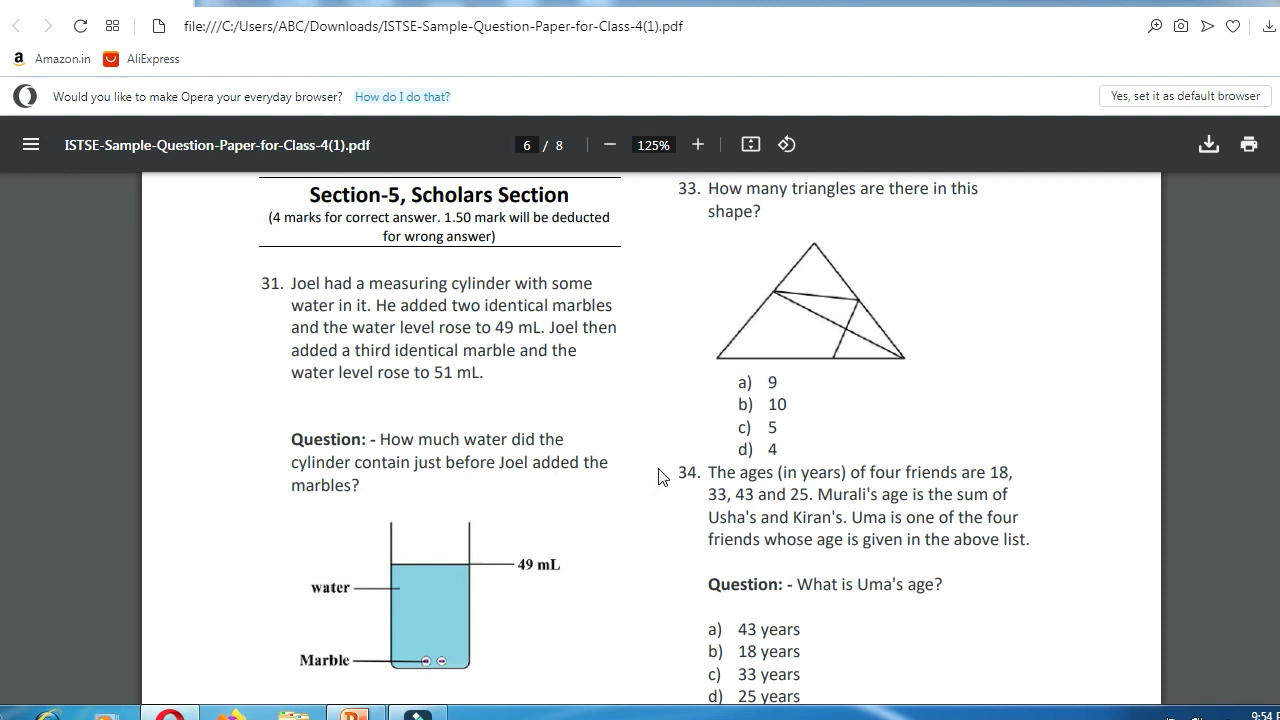 file:///C:/Users/ABC/Downloads/ISTSE-Sample-Question-Paper-for-Class-4(1).pdf
a Amazon.in AliExpress
Would you like to make Opera your everyday browser? How do I do that? Yes, set it as default browser
ISTSE-Sample-Question-Paper-for-Class-4(1).pdf 6 / 8 − 125% +
Section-5, Scholars Section
(4 marks for correct answer. 1.50 mark will be deducted
for wrong answer)
31. Joel had a measuring cylinder with some
water in it. He added two identical marbles
and the water level rose to 49 mL. Joel then
added a third identical marble and the
water level rose to 51 mL.
Question: - How much water did the
cylinder contain just before Joel added the
marbles?
49 mL
water
Marble
33. How many triangles are there in this
shape?
a) 9
b) 10
c) 5
d) 4
34. The ages (in years) of four friends are 18,
33, 43 and 25. Murali's age is the sum of
Usha's and Kiran's. Uma is one of the four
friends whose age is given in the above list.
Question: - What is Uma's age?
a) 43 years
b) 18 years
c) 33 years
d) 25 years
9:54